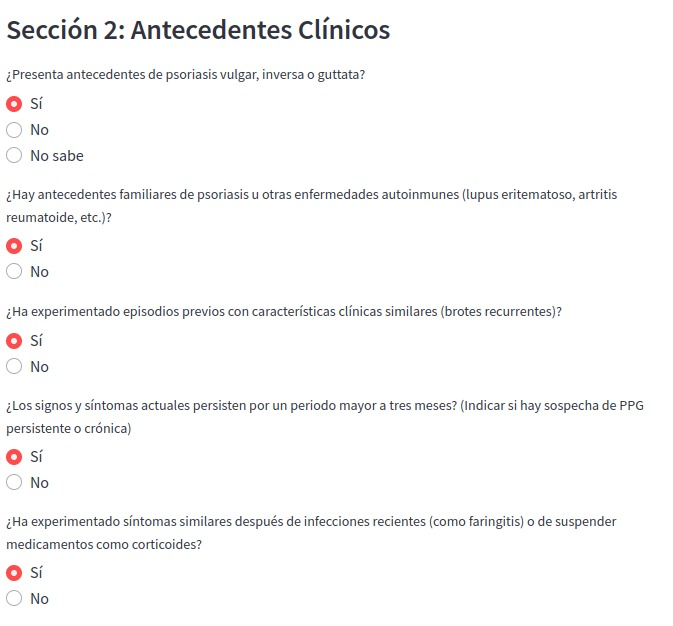 Sección 2: Antecedentes Clínicos
¿Presenta antecedentes de psoriasis vulgar, inversa o guttata?
Sí
No
No sabe
¿Hay antecedentes familiares de psoriasis u otras enfermedades autoinmunes (lupus eritematoso, artritis
reumatoide, etc.)?
Sí
No
¿Ha experimentado episodios previos con características clínicas similares (brotes recurrentes)?
Sí
No
¿Los signos y síntomas actuales persisten por un periodo mayor a tres meses? (Indicar si hay sospecha de PPG
persistente o crónica)
Sí
No
¿Ha experimentado síntomas similares después de infecciones recientes (como faringitis) o de suspender
medicamentos como corticoides?
Sí
No